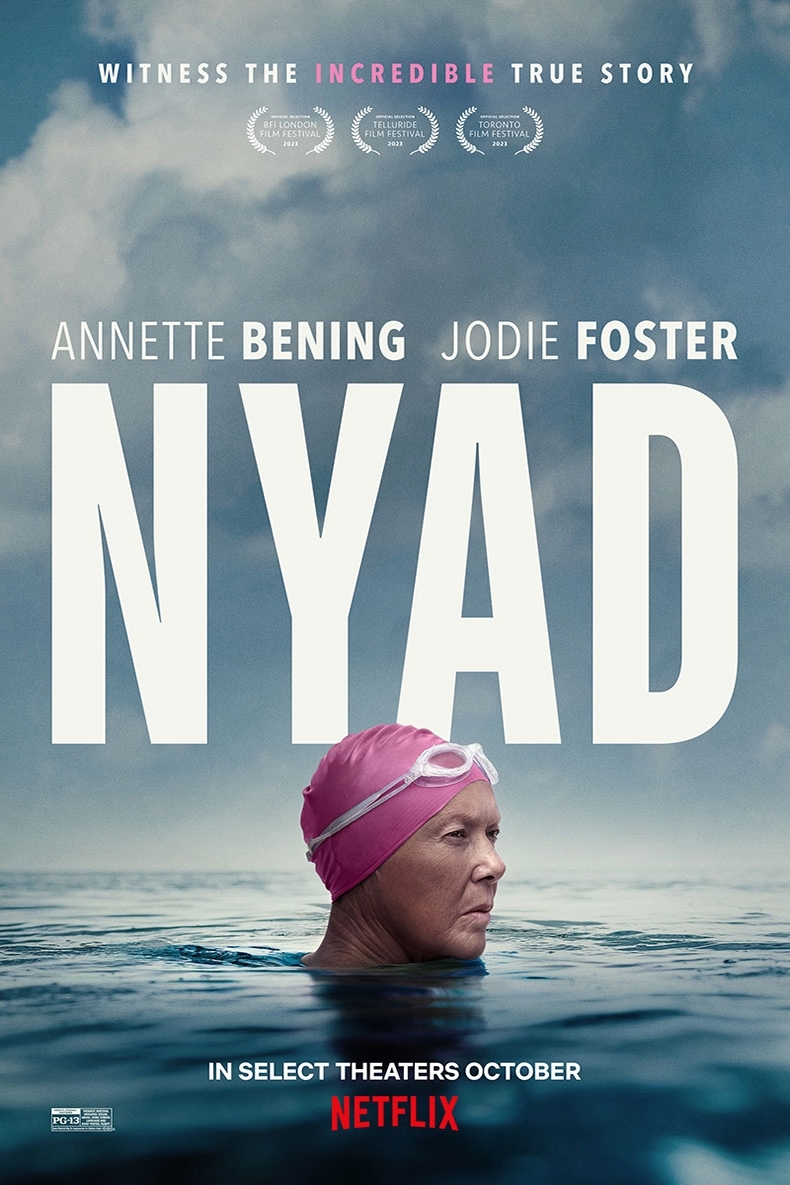 WITNESS THE INCREDIBLE TRUE STORY
OFFICIAL SELECTION
BFI LONDON
FILM FESTIVAL
2023
OFFICIAL SELECTION
TELLURIDE
FILM FESTIVAL
2023
OFFICIAL SELECTION
TORONTO
FILM FESTIVAL
2023
ANNETTE BENING JODIE FOSTER
NYAD
IN SELECT THEATERS OCTOBER
NETFLIX
PG-13